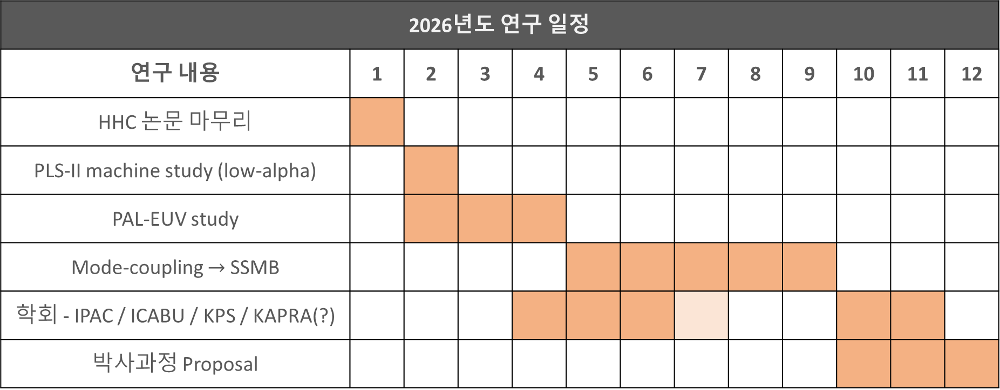 2026년도 연구 일정
연구 내용 1 2 3 4 5 6 7 8 9 10 11 12
HHC 논문 마무리
PLS-II machine study (low-alpha)
PAL-EUV study
Mode-coupling → SSMB
학회 - IPAC / ICABU / KPS / KAPRA(?)
박사과정 Proposal